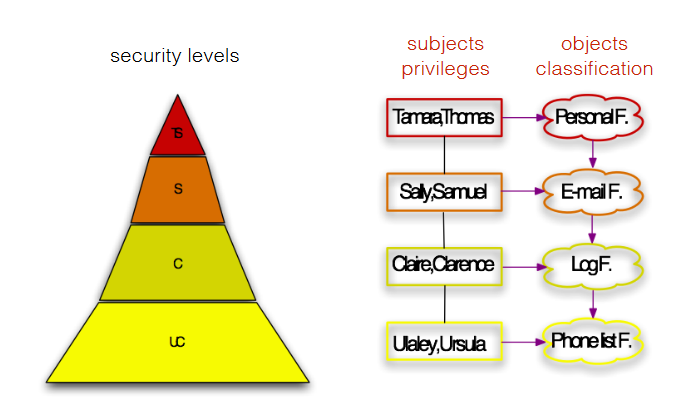 security levels
TS
S
C
UC
subjects
privileges
objects
classification
Tamara,Thomas
Personal F.
Sally,Samuel
E-mail F.
Claire,Clarence
Log F.
Ulaley,Ursula
Phone list F.